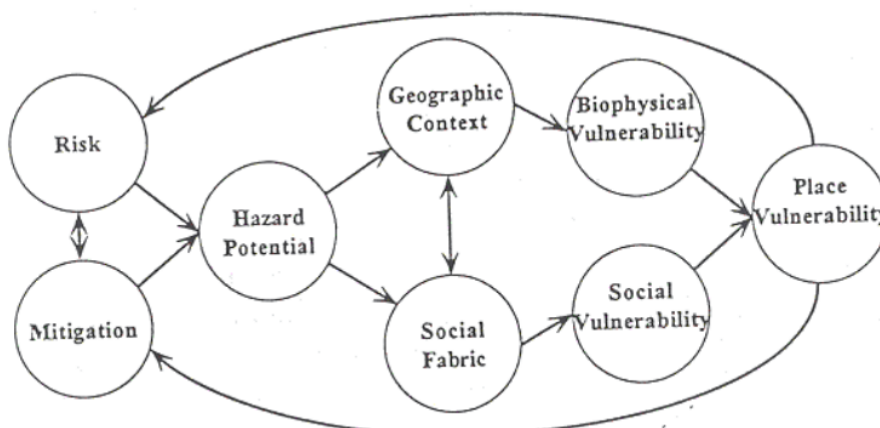 Risk
Mitigation
Hazard
Potential
Geographic
Context
Social
Fabric
Biophysical
Vulnerability
Social
Vulnerability
Place
Vulnerability